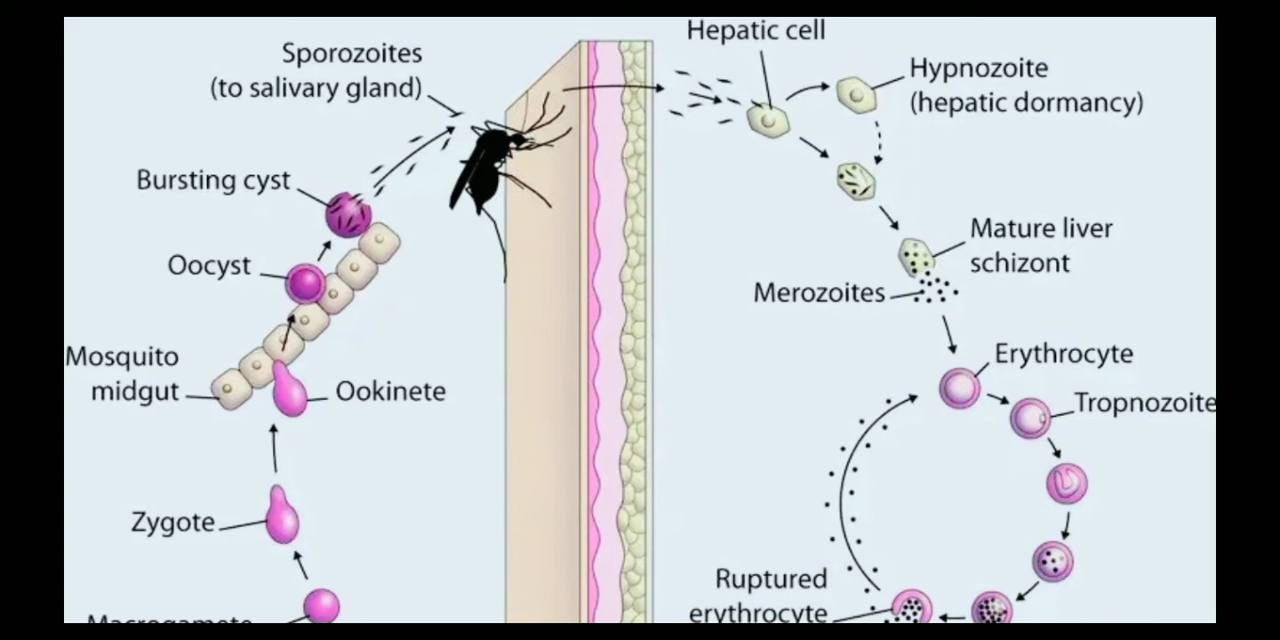 Sporozoites
(to salivary gland)
Bursting cyst
Oocyst
Mosquito
midgut
Ookinete
Zygote
Macrogamete
Hepatic cell
Hypnozoite
(hepatic dormancy)
Mature liver
schizont
Merozoites
Erythrocyte
Tropnozoite
Ruptured
erythrocyte